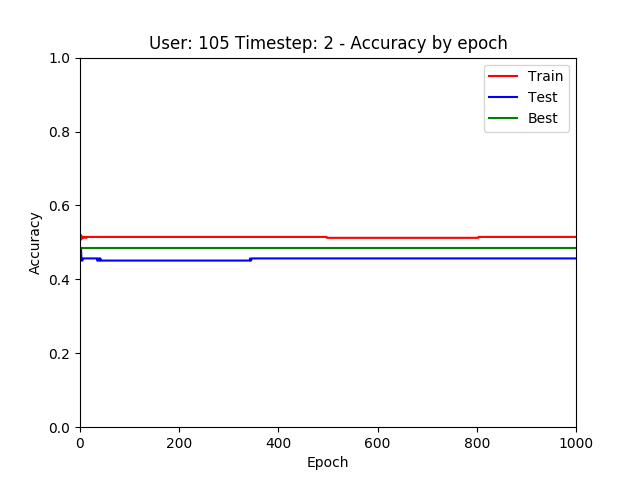 User: 105 Timestep: 2 - Accuracy by epoch
1.0
Train
Test
Best
0.8
0.6
Accuracy
0.4
0.2
0.0
0 200 400 600 800 1000
Epoch